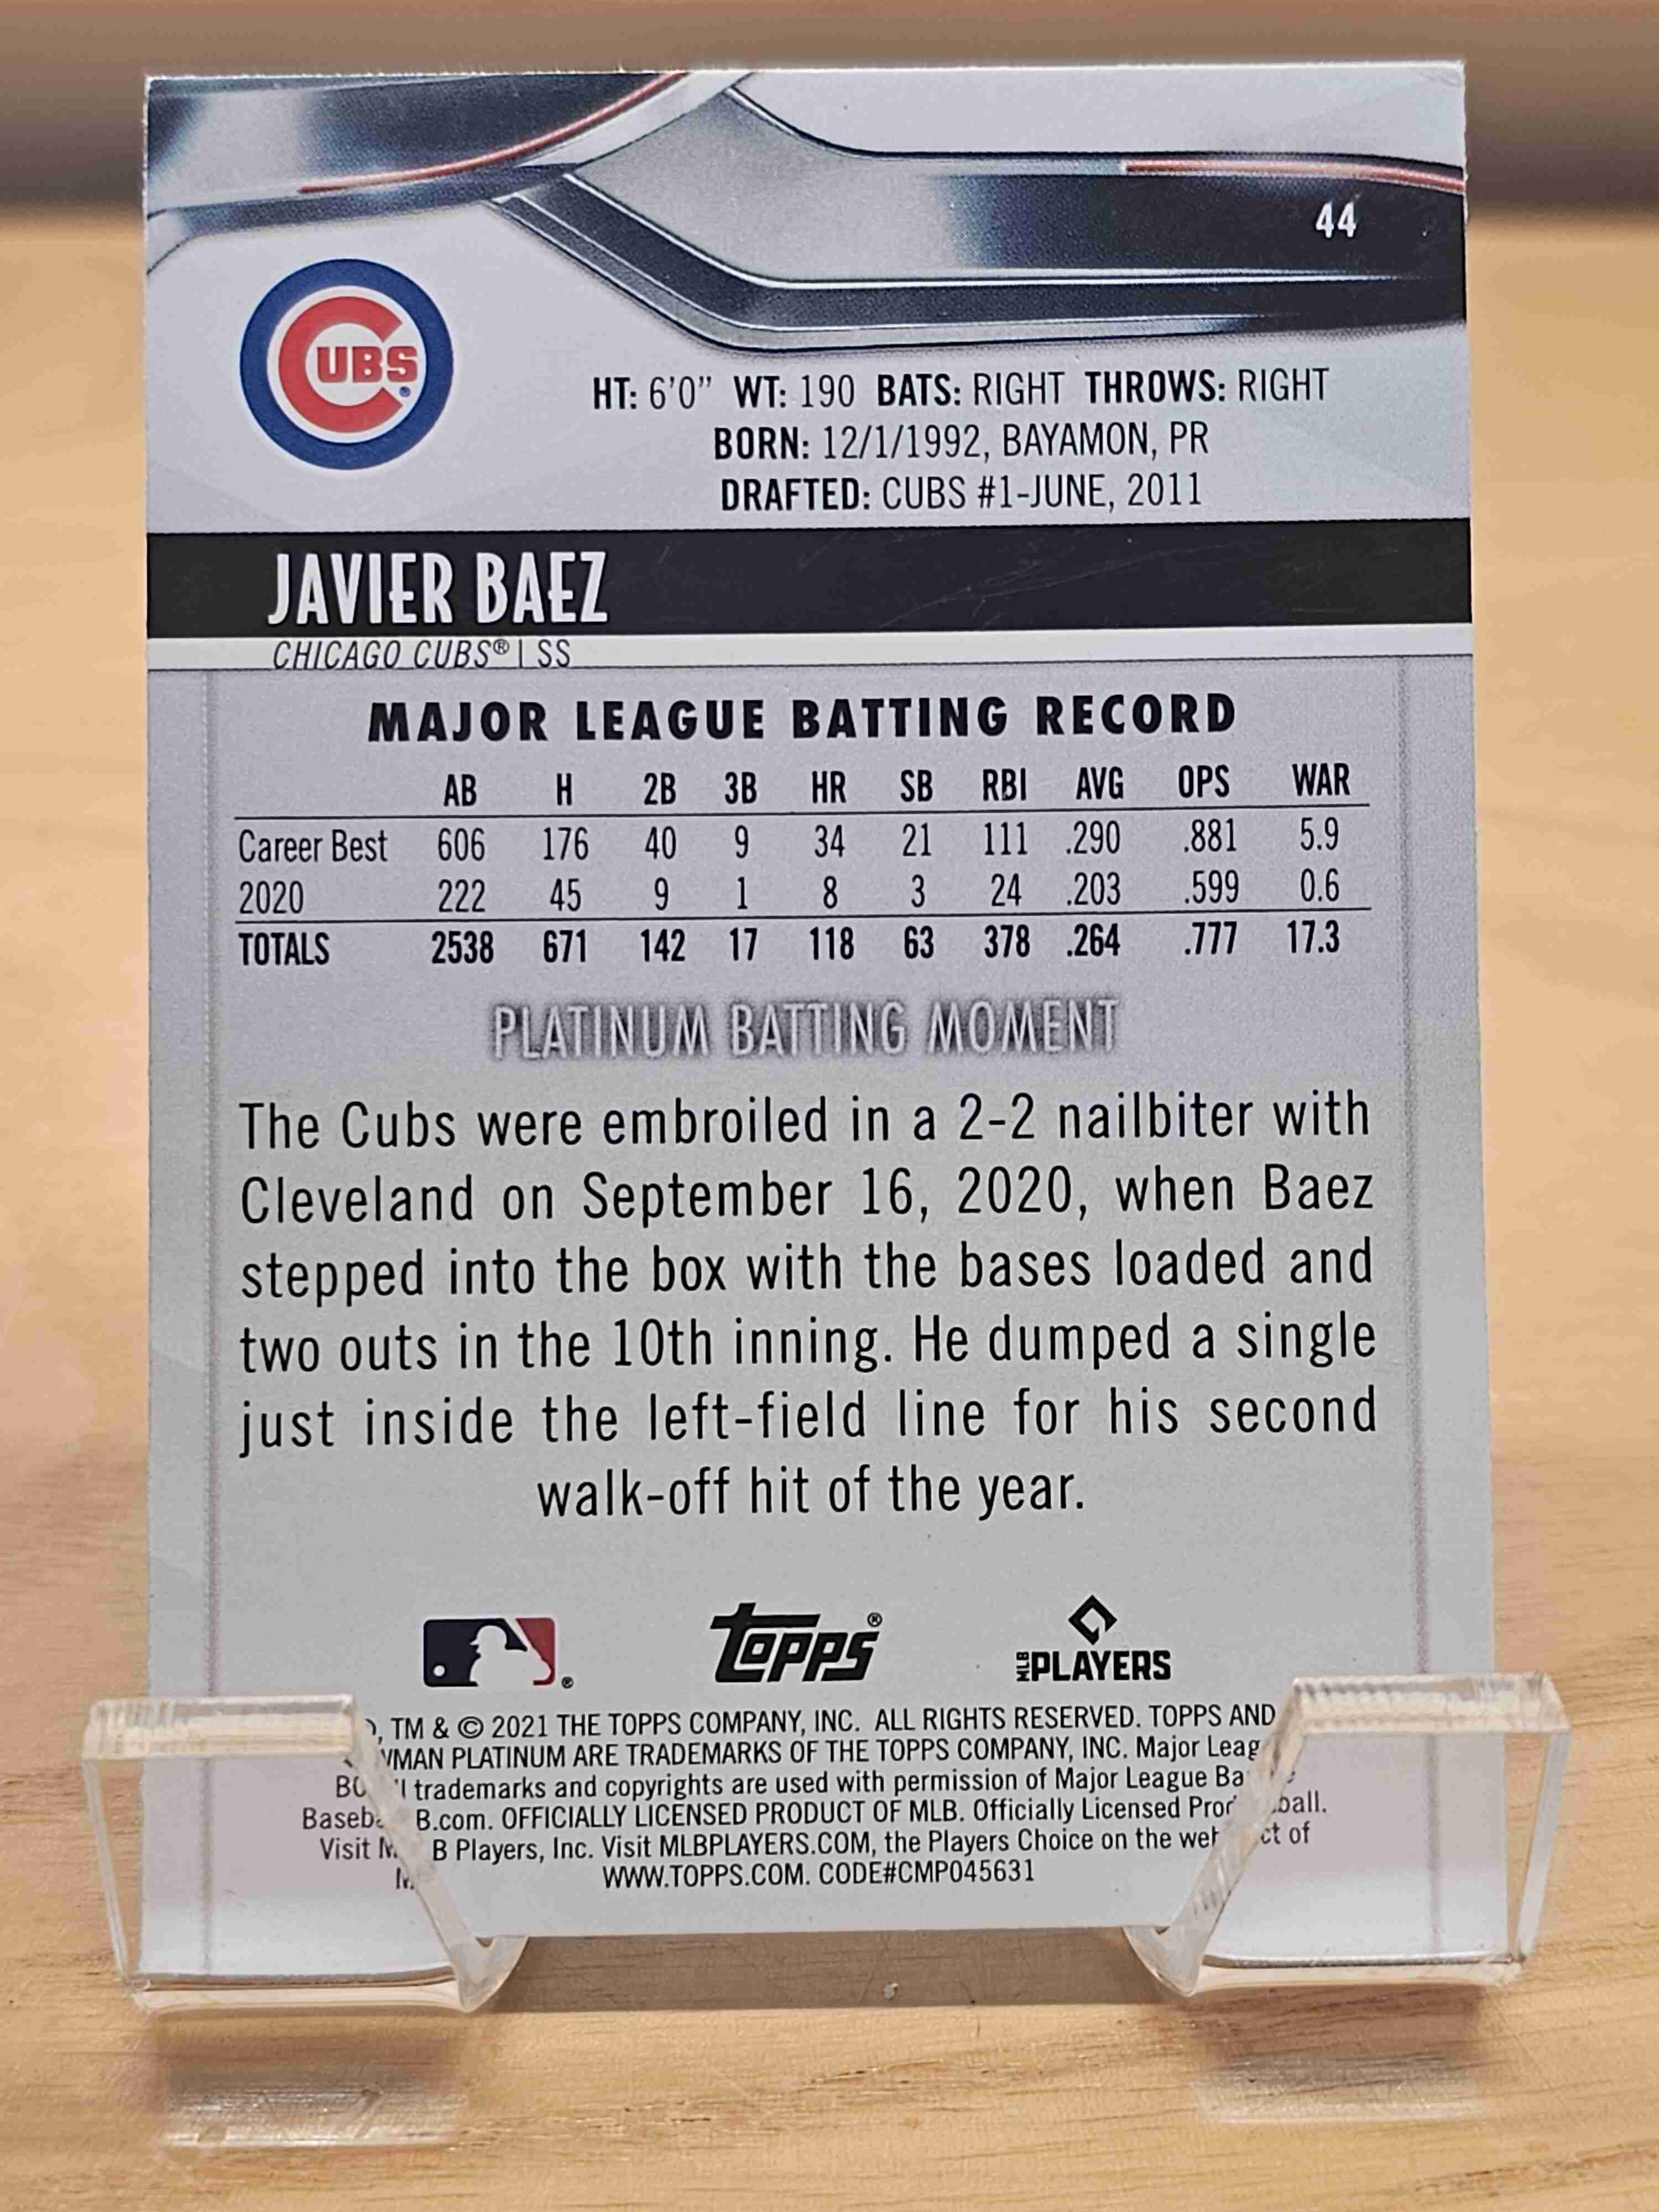 44
CUBS®
HT: 6'0" WT: 190 BATS: RIGHT THROWS: RIGHT
BORN: 12/1/1992, BAYAMON, PR
DRAFTED: CUBS #1-JUNE, 2011
JAVIER BAEZ
CHICAGO CUBS® | SS
MAJOR LEAGUE BATTING RECORD
AB H 2B 3B HR SB RBI AVG OPS WAR
Career Best 606 176 40 9 34 21 111 .290 .881 5.9
2020 222 45 9 1 8 3 24 .203 .599 0.6
TOTALS 2538 671 142 17 118 63 378 .264 .777 17.3
PLATINUM BATTING MOMENT
The Cubs were embroiled in a 2-2 nailbiter with
Cleveland on September 16, 2020, when Baez
stepped into the box with the bases loaded and
two outs in the 10th inning. He dumped a single
just inside the left-field line for his second
walk-off hit of the year.
® topps® MLB PLAYERS
, TM & © 2021 THE TOPPS COMPANY, INC. ALL RIGHTS RESERVED. TOPPS AND
PLATINUM ARE TRADEMARKS OF THE TOPPS COMPANY, INC. Major
trademarks and copyrights are used with permission of Major League
B.com. OFFICIALLY LICENSED PRODUCT OF MLB. Officially Licensed
Visit B Players, Inc. Visit MLBPLAYERS.COM, the Players Choice on the of
WWW.TOPPS.COM. CODE#CMP045631